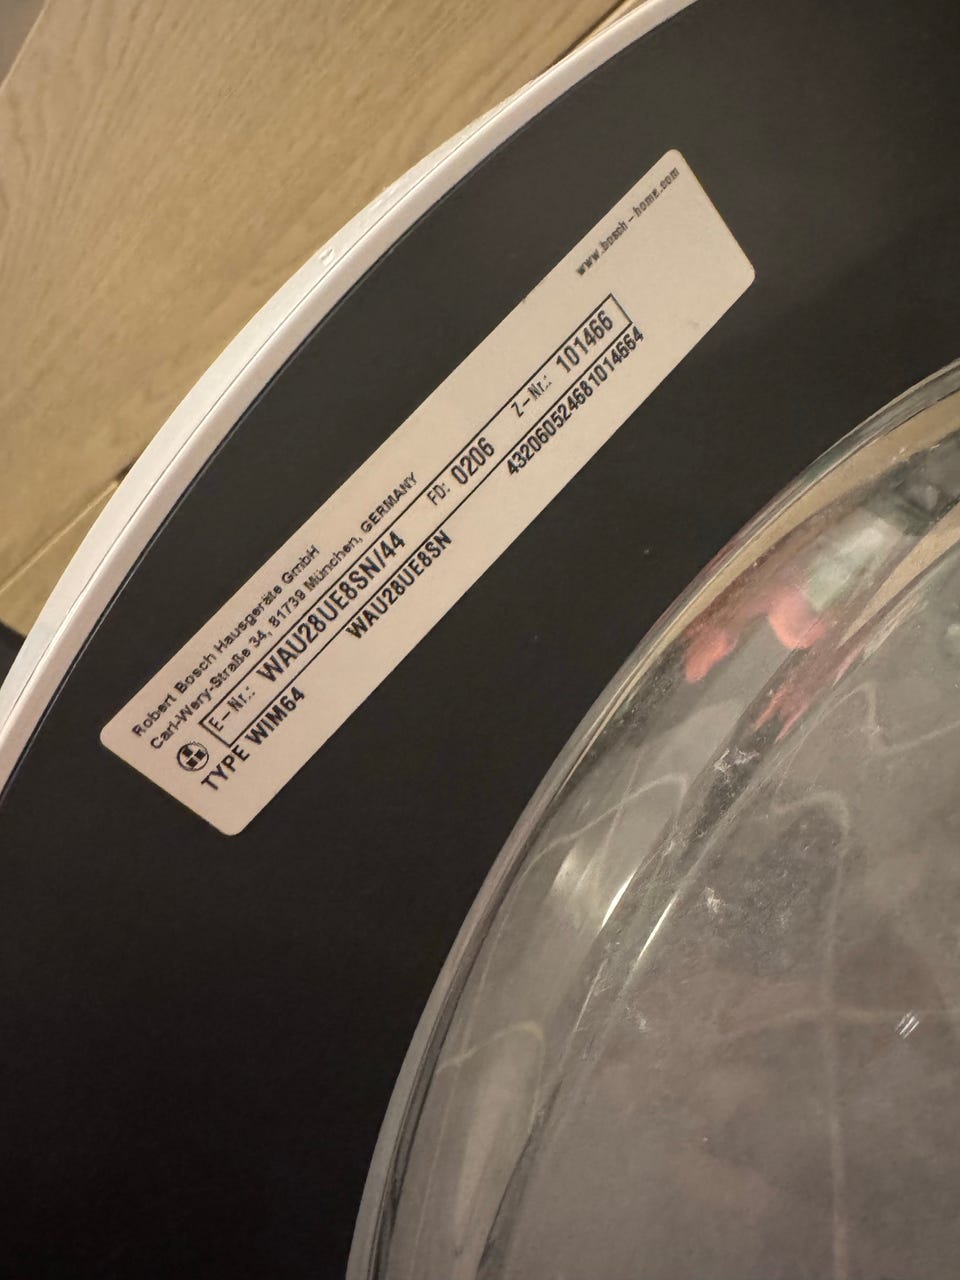 www.bosch-home.com
Robert Bosch Hausgeräte GmbH
Carl-Wery-Straße 34, 81739 München, GERMANY
E-Nr.: WAU28UE8SN/44 FD: 0206 Z-Nr.: 101466
TYPE WIM64 WAU28UE8SN 432060524681014664